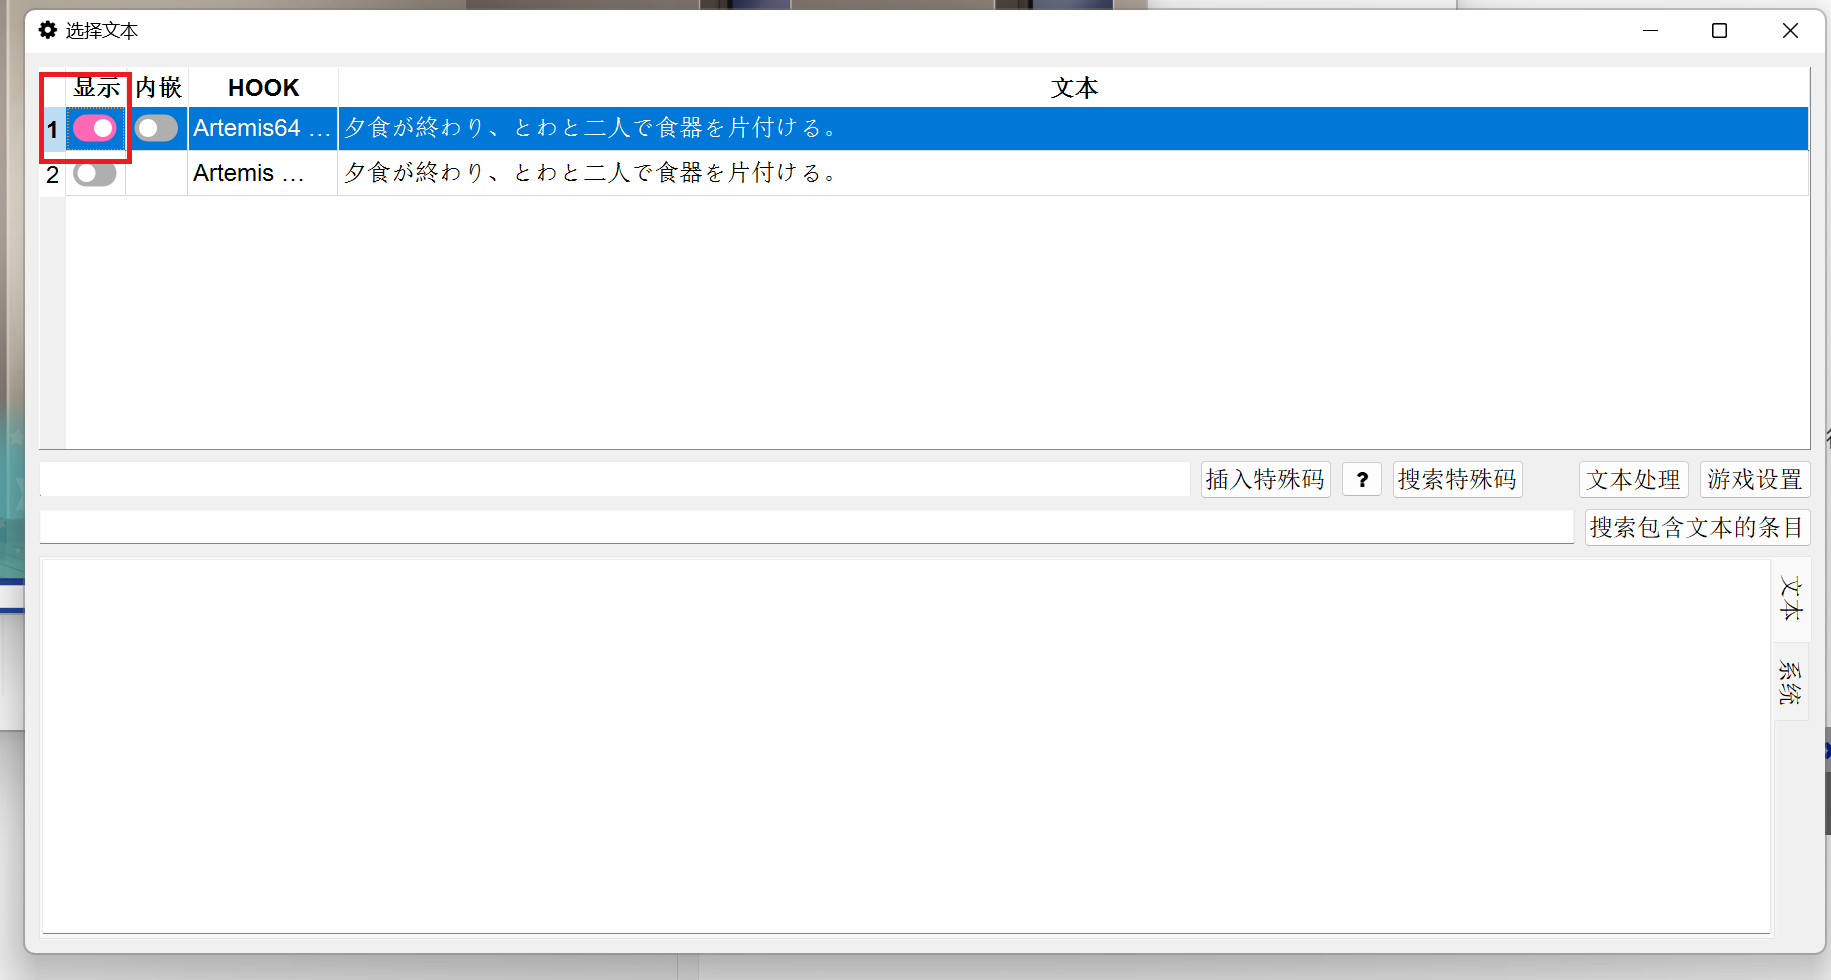 选择文本
显示 内嵌 HOOK 文本
1 Artemis64 … 夕食が終わり、とわと二人で食器を片付ける。
2 Artemis … 夕食が終わり、とわと二人で食器を片付ける。
插入特殊码 ? 搜索特殊码 文本处理 游戏设置
搜索包含文本的条目
文本
系统